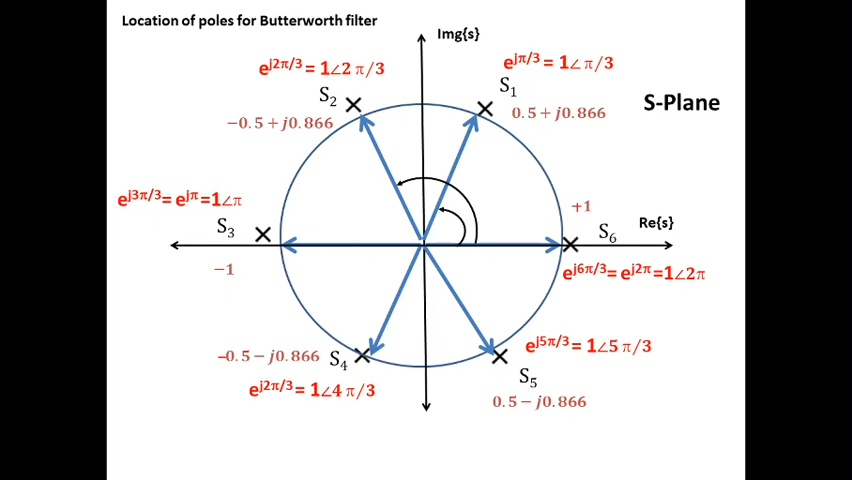 Location of poles for Butterworth filter
Img{s}
e^jπ/3 = 1∠π/3
e^j2π/3 = 1∠2 π/3
S₁
S₂
S-Plane
0.5 + j0.866
−0.5 + j0.866
e^j3π/3 = e^jπ =1∠π
+1
S₃
Re{s}
S₆
−1
e^j6π/3 = e^j2π =1∠2π
e^j5π/3 = 1∠5 π/3
−0.5 − j0.866
S₄
S₅
e^j2π/3 = 1∠4 π/3
0.5 − j0.866